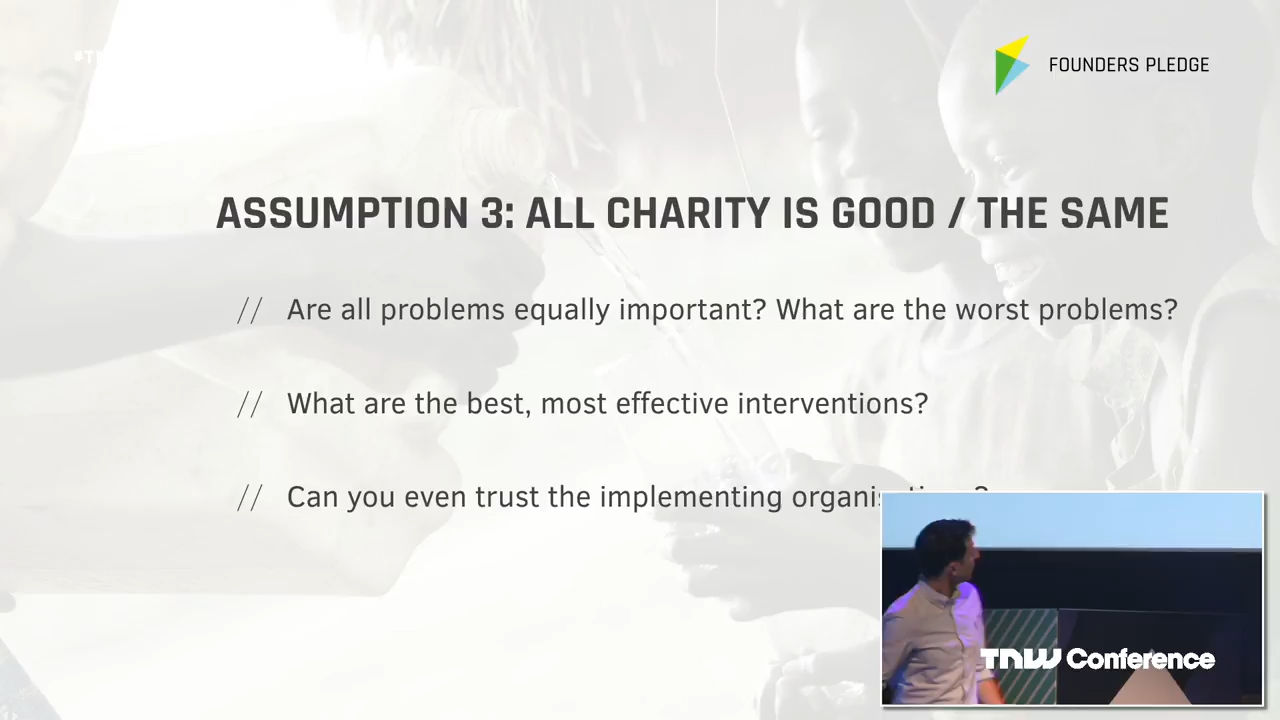 FOUNDERS PLEDGE
ASSUMPTION 3: ALL CHARITY IS GOOD / THE SAME
// Are all problems equally important? What are the worst problems?
// What are the best, most effective interventions?
// Can you even trust the implementing
TNW Conference